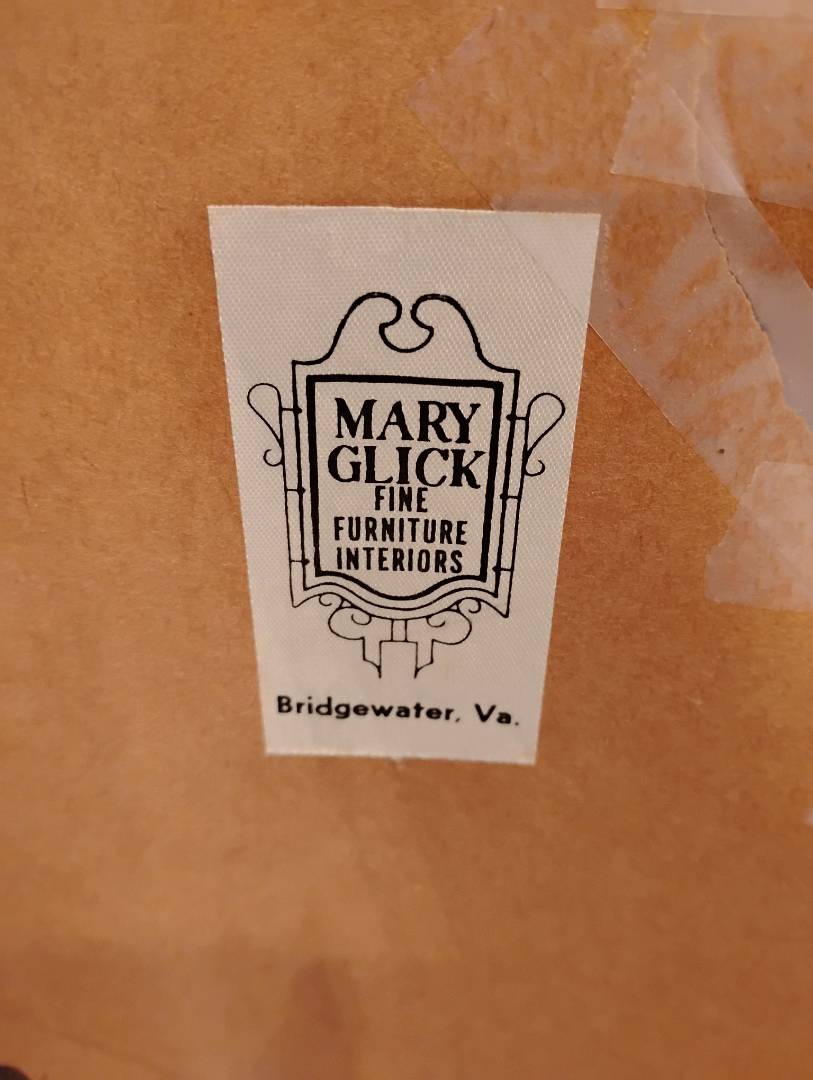 MARY
GLICK
FINE
FURNITURE
INTERIORS
Bridgewater, Va.